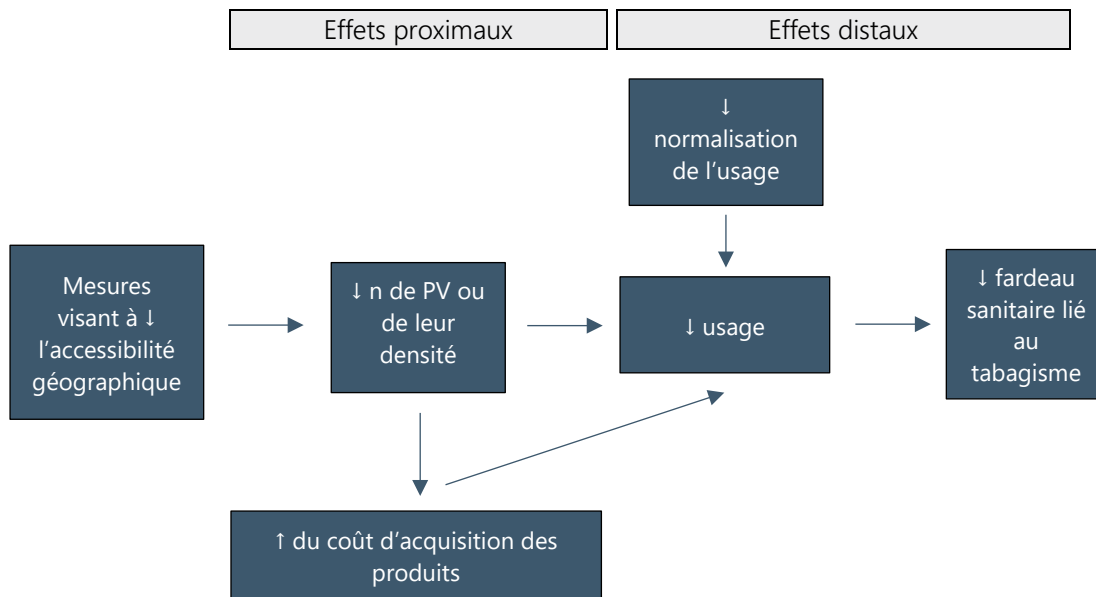 Effets proximaux
Effets distaux
↓
normalisation
de l'usage
Mesures
visant à ↓
l'accessibilité
géographique
↓ n de PV ou
de leur
densité
↓ usage
↓ fardeau
sanitaire lié
au
tabagisme
↑ du coût d'acquisition des
produits